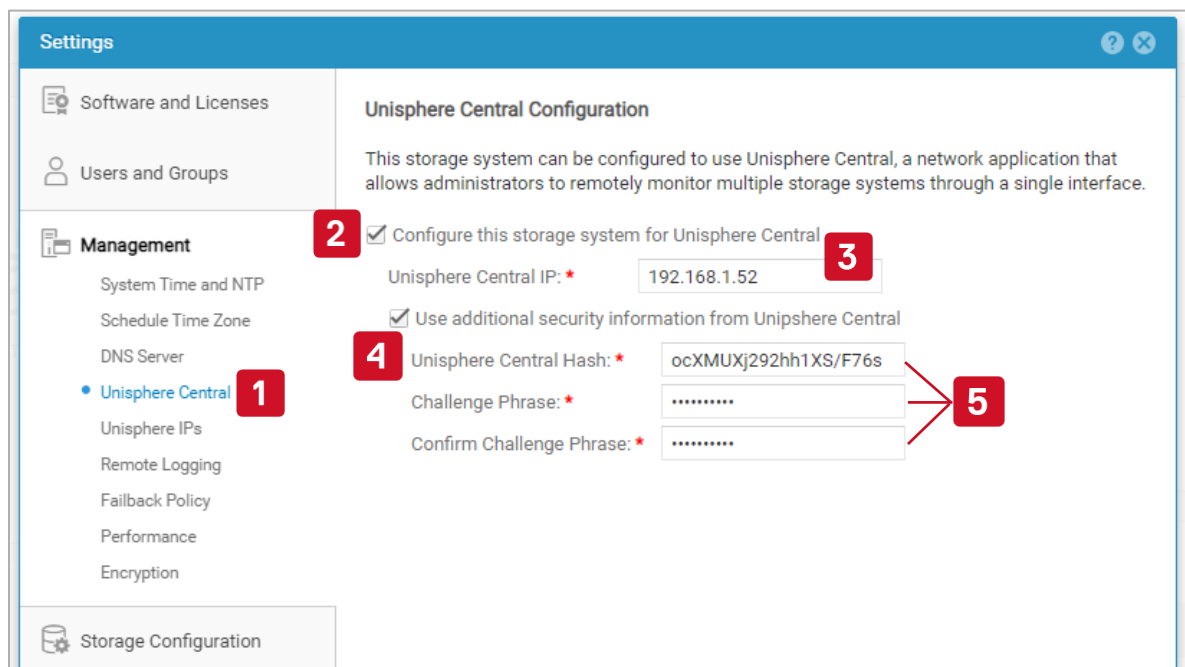 Settings
Software and Licenses
Users and Groups
Management
System Time and NTP
Schedule Time Zone
DNS Server
Unisphere Central
1
Unisphere IPs
Remote Logging
Failback Policy
Performance
Encryption
Storage Configuration
Unisphere Central Configuration
This storage system can be configured to use Unisphere Central, a network application that
allows administrators to remotely monitor multiple storage systems through a single interface.
2
Configure this storage system for Unisphere Central
3
Unisphere Central IP: * 192.168.1.52
Use additional security information from Unipshere Central
4
Unisphere Central Hash: * ocXMUXj292hh1XS/F76s
Challenge Phrase: * ••••••••••
5
Confirm Challenge Phrase: * ••••••••••